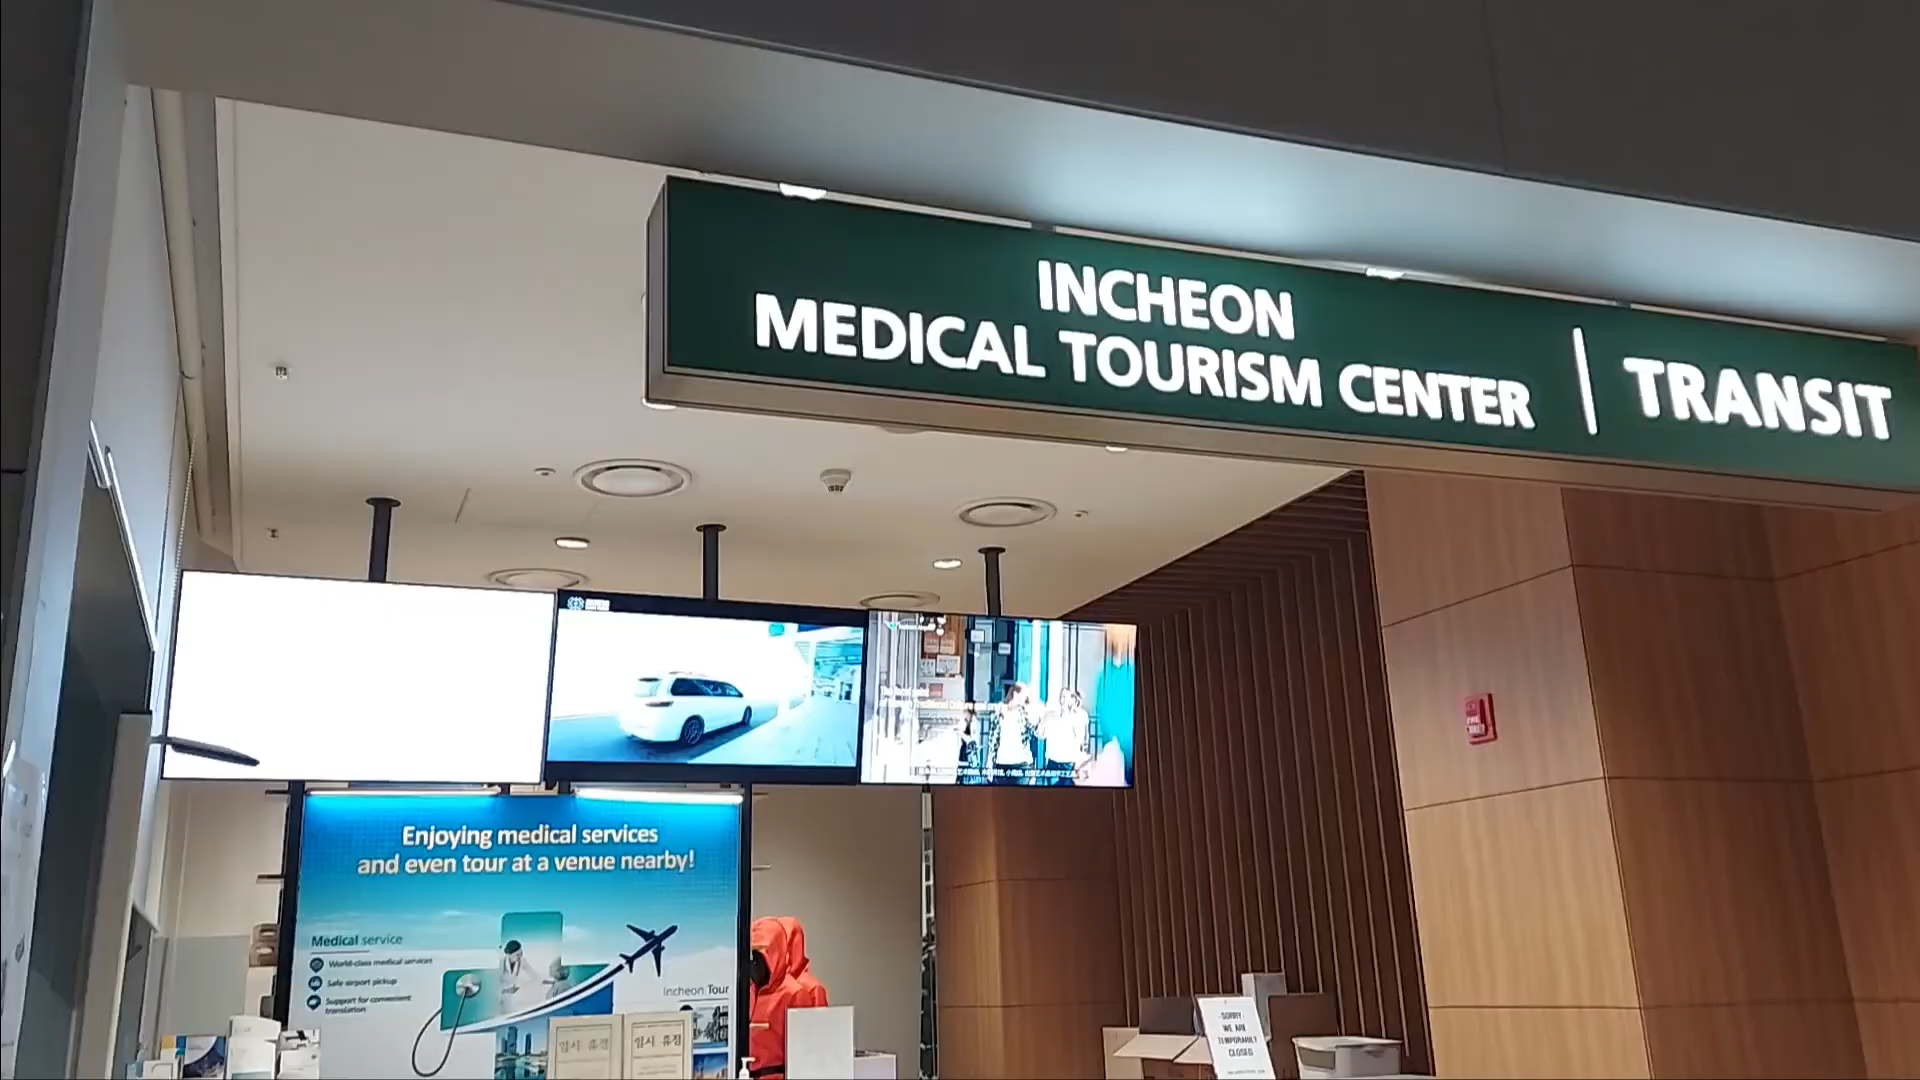 INCHEON
MEDICAL TOURISM CENTER
TRANSIT
Enjoying medical services
and even tour at a venue nearby!
Medical service
World-class medical services
Safe airport pickup
Support for convenient
translation
Incheon Tour
임시 휴점
임시 휴점
SORRY
WE ARE
TEMPORARILY
CLOSED